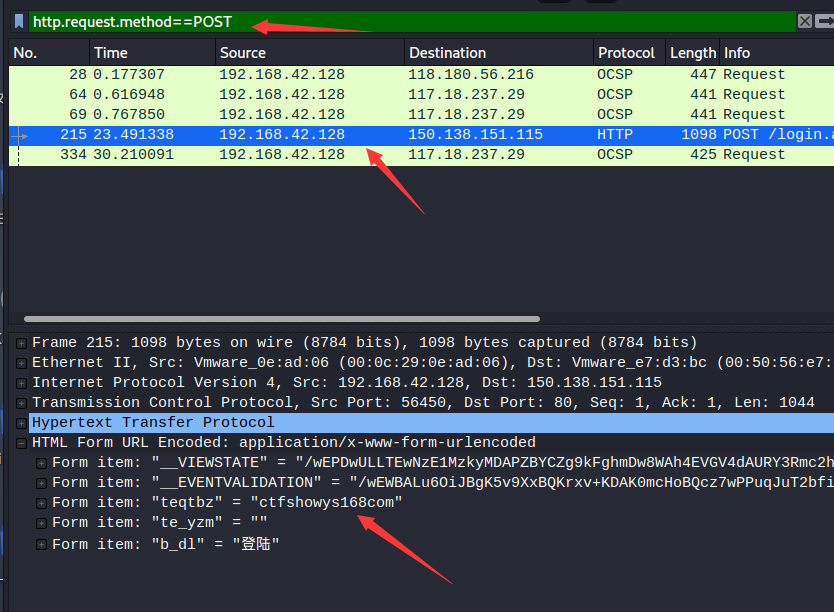 http.request.method==POST
No. Time Source Destination Protocol Length Info
28 0.177307 192.168.42.128 118.180.56.216 OCSP 447 Request
64 0.616948 192.168.42.128 117.18.237.29 OCSP 441 Request
69 0.767850 192.168.42.128 117.18.237.29 OCSP 441 Request
215 23.491338 192.168.42.128 150.138.151.115 HTTP 1098 POST /login.a
334 30.210091 192.168.42.128 117.18.237.29 OCSP 425 Request
Frame 215: 1098 bytes on wire (8784 bits), 1098 bytes captured (8784 bits)
Ethernet II, Src: Vmware_0e:ad:06 (00:0c:29:0e:ad:06), Dst: Vmware_e7:d3:bc (00:50:56:e7:
Internet Protocol Version 4, Src: 192.168.42.128, Dst: 150.138.151.115
Transmission Control Protocol, Src Port: 56450, Dst Port: 80, Seq: 1, Ack: 1, Len: 1044
Hypertext Transfer Protocol
HTML Form URL Encoded: application/x-www-form-urlencoded
Form item: "__VIEWSTATE" = "/wEPDwULLTEwNzE1MzkyMDAPZBYCZg9kFghmDw8WAh4EVGV4dAURY3Rmc2h
Form item: "__EVENTVALIDATION" = "/wEWBALu6OiJBgK5v9XxBQKrxv+KDAK0mcHoBQcz7wPPuqJuT2bfi
Form item: "teqtbz" = "ctfshowys168com"
Form item: "te_yzm" = ""
Form item: "b_dl" = "登陆"